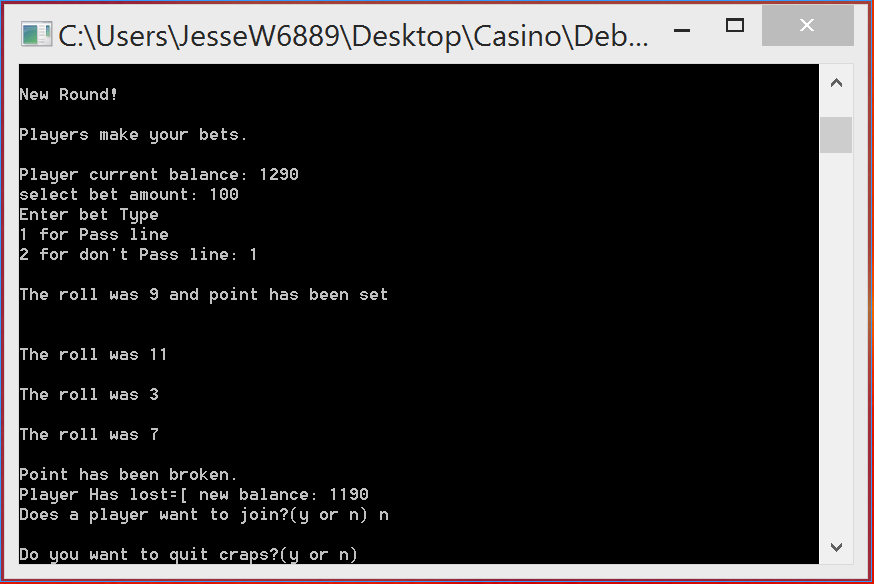 C:\Users\JesseW6889\Desktop\Casino\Deb...
New Round!
Players make your bets.
Player current balance: 1290
select bet amount: 100
Enter bet Type
1 for Pass line
2 for don't Pass line: 1
The roll was 9 and point has been set
The roll was 11
The roll was 3
The roll was 7
Point has been broken.
Player Has lost=[ new balance: 1190
Does a player want to join?(y or n) n
Do you want to quit craps?(y or n)